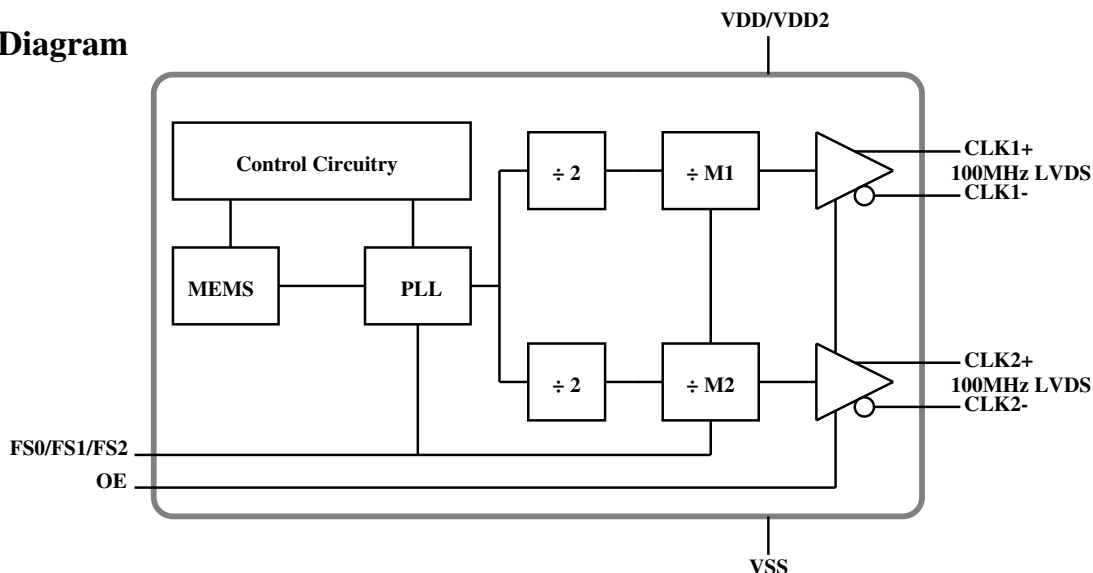 Diagram
VDD/VDD2
Control Circuitry
÷ 2
÷ M1
CLK1+
100MHz LVDS
CLK1-
MEMS
PLL
÷ 2
÷ M2
CLK2+
100MHz LVDS
CLK2-
FS0/FS1/FS2
OE
VSS